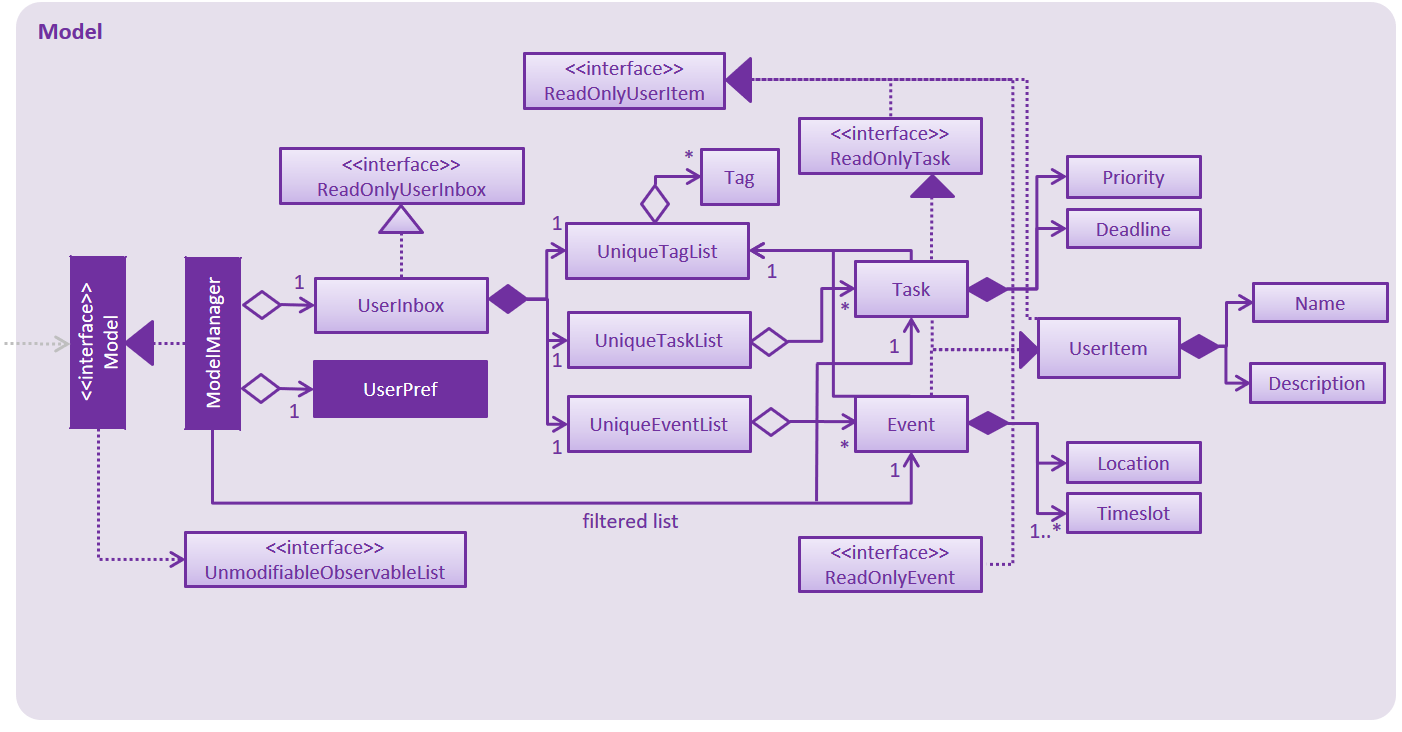 Model
<<interface>>
ReadOnlyUserItem
<<interface>>
ReadOnlyTask
<<interface>>
ReadOnlyUserInbox
*
Tag
Priority
Deadline
1
UniqueTagList
1
<<interface>>
Model
ModelManager
1
UserInbox
Task
*
Name
UniqueTaskList
1
1
UserItem
UserPref
1
Description
UniqueEventList
1
Event
*
1
Location
Timeslot
1..*
filtered list
<<interface>>
UnmodifiableObservableList
<<interface>>
ReadOnlyEvent